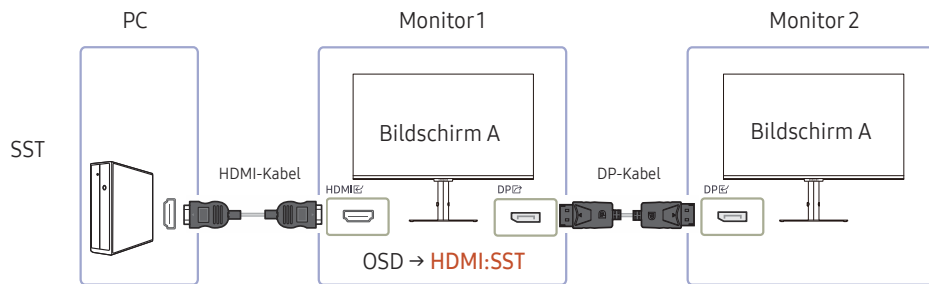 PC
Monitor 1
Monitor 2
SST
Bildschirm A
Bildschirm A
HDMI-Kabel
HDMI
DP
DP-Kabel
DP
OSD → HDMI:SST